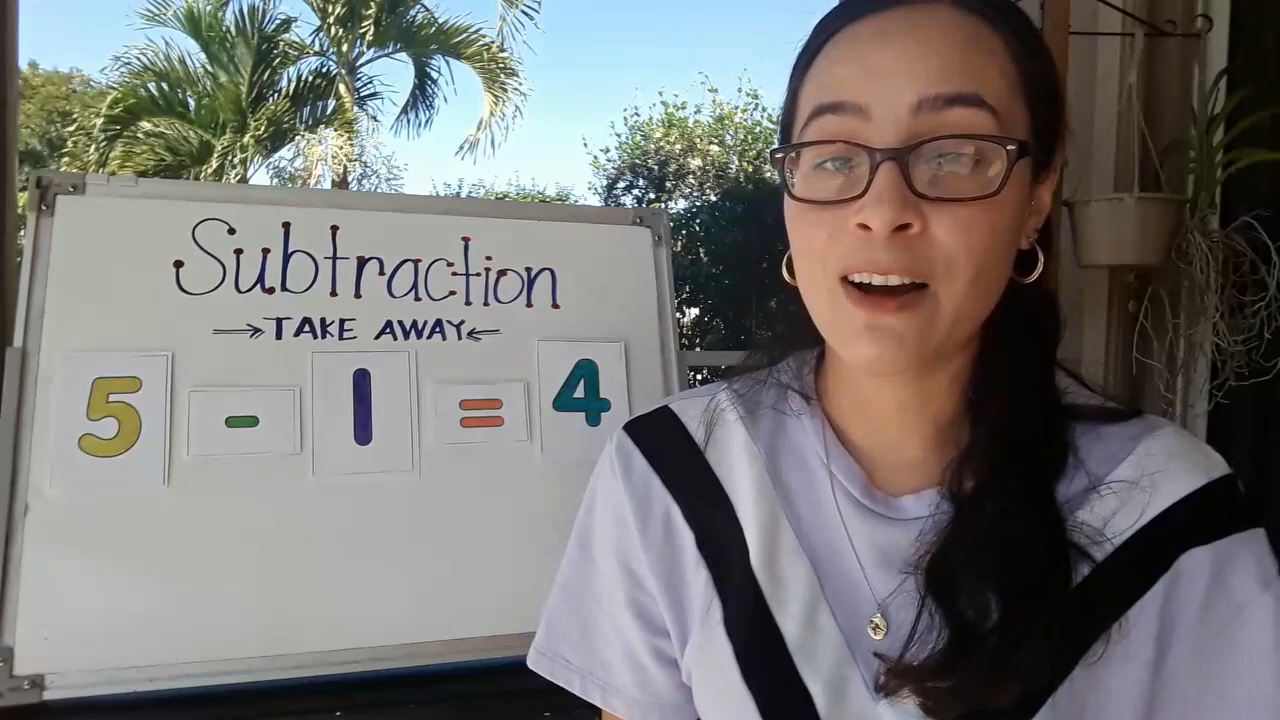 Subtraction
→TAKE AWAY←
5 - 1 = 4